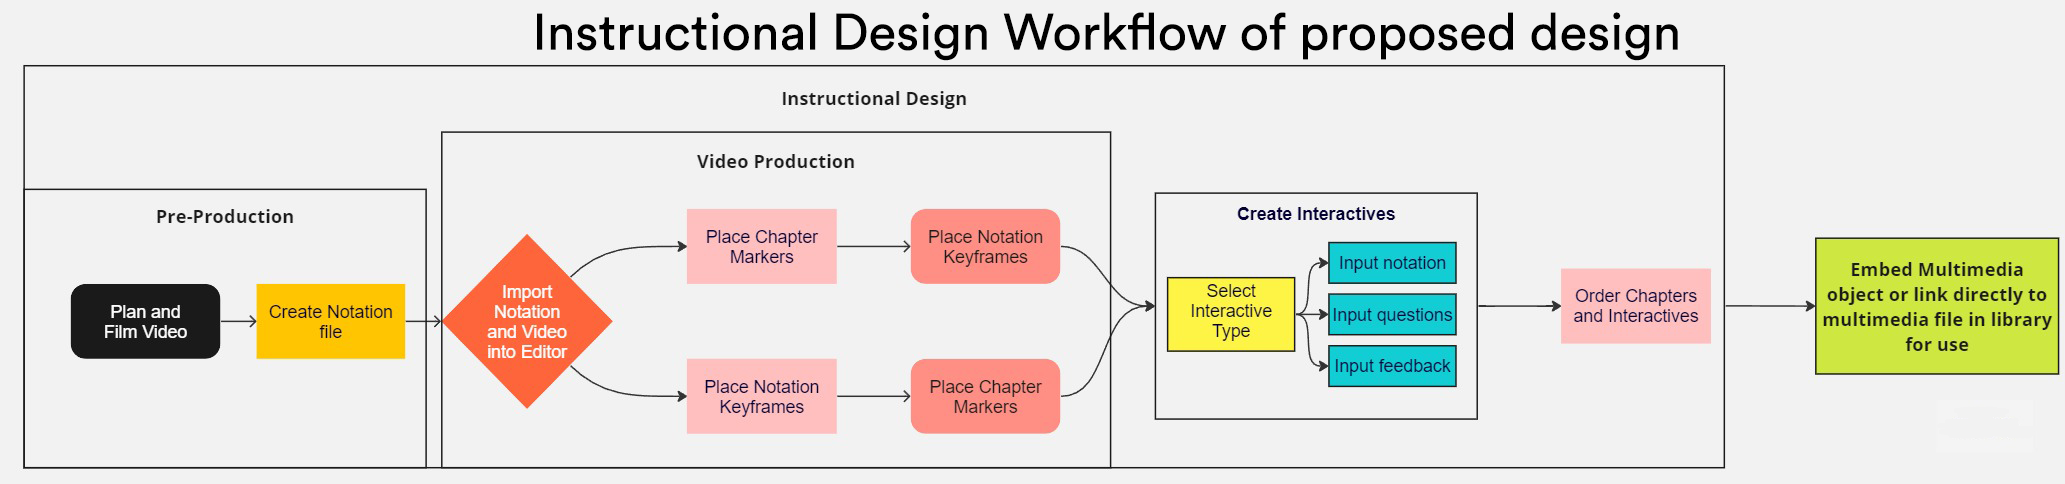 Instructional Design Workflow of proposed design
Instructional Design
Video Production
Pre-Production
Plan and
Film Video
Create Notation
file
Import
Notation
and Video
into Editor
Place Chapter
Markers
Place Notation
Keyframes
Place Notation
Keyframes
Place Chapter
Markers
Create Interactives
Select
Interactive
Type
Input notation
Input questions
Input feedback
Order Chapters
and Interactives
Embed Multimedia
object or link directly to
multimedia file in library
for use